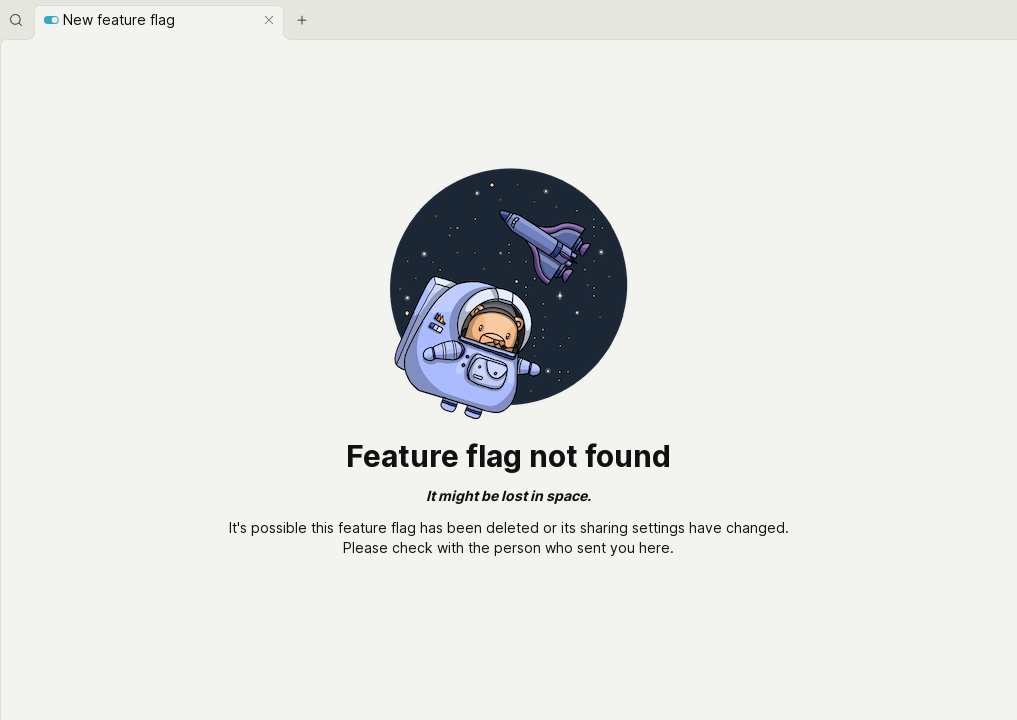 New feature flag
Feature flag not found
It might be lost in space.
It's possible this feature flag has been deleted or its sharing settings have changed.
Please check with the person who sent you here.